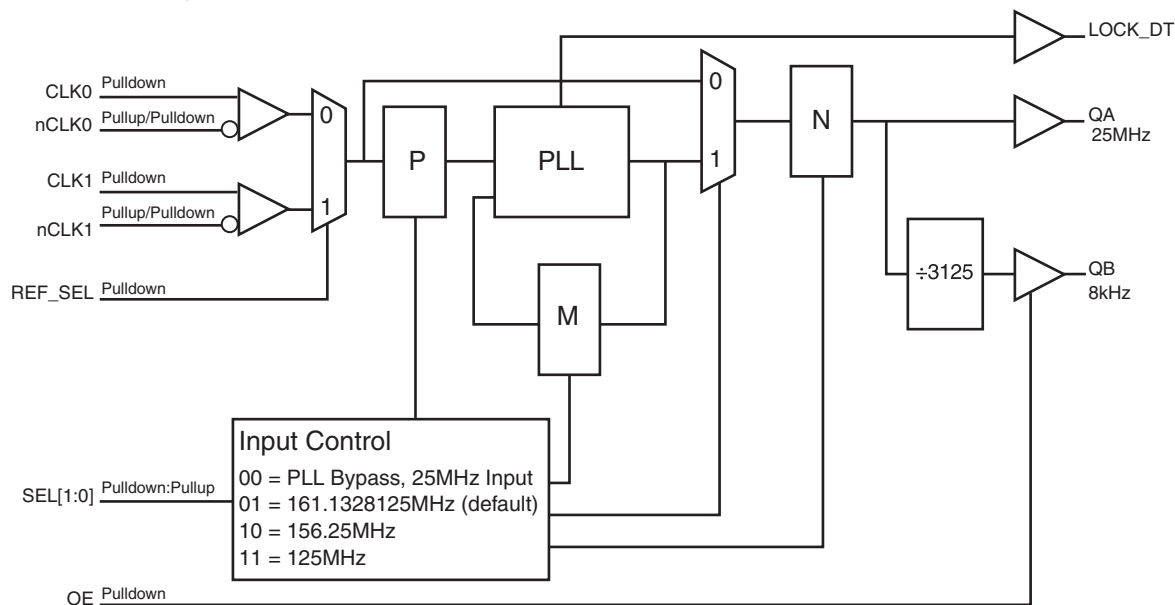 LOCK_DT
CLK0 Pulldown
nCLK0 Pullup/Pulldown
CLK1 Pulldown
nCLK1 Pullup/Pulldown
REF_SEL Pulldown
0
1
P
PLL
M
0
1
N
QA
25MHz
÷3125
QB
8kHz
Input Control
00 = PLL Bypass, 25MHz Input
01 = 161.1328125MHz (default)
10 = 156.25MHz
11 = 125MHz
SEL[1:0] Pulldown:Pullup
OE Pulldown